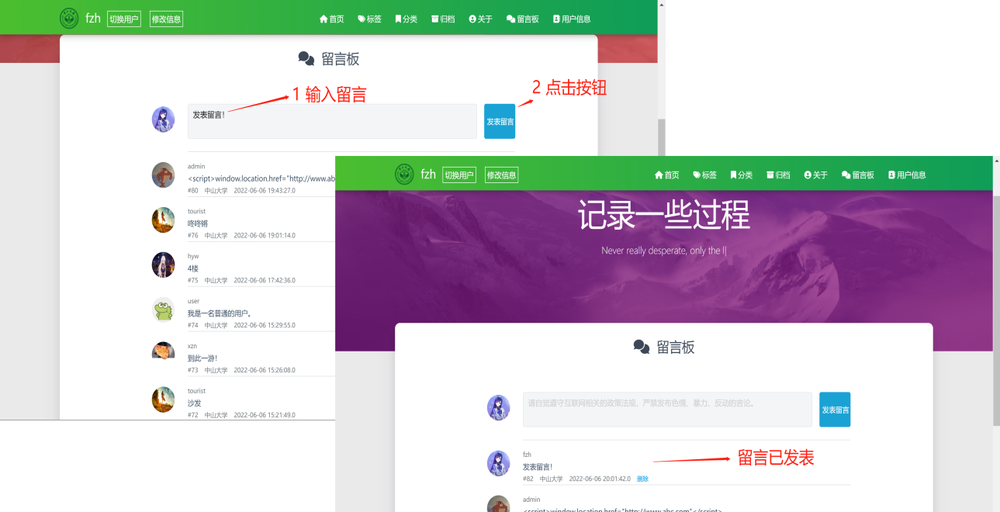 fzh 切换用户 修改信息 首页 标签 分类 归档 关于 留言板 用户信息
留言板
1 输入留言
2 点击按钮
发表留言!
发表留言
admin
<script>window.location.href="http://www.ab
#80 中山大学 2022-06-06 19:43:27.0
tourist
咚咚锵
#76 中山大学 2022-06-06 19:01:14.0
hyw
4楼
#75 中山大学 2022-06-06 17:42:36.0
user
我是一名普通的用户。
#74 中山大学 2022-06-06 15:29:55.0
xzn
到此一游!
#73 中山大学 2022-06-06 15:26:08.0
tourist
沙发
#72 中山大学 2022-06-06 15:21:49.0
fzh 切换用户 修改信息 首页 标签 分类 归档 关于 留言板 用户信息
记录一些过程
Never really desperate, only the l|
留言板
请自觉遵守互联网相关的政策法规，严禁发布色情、暴力、反动的言论。
发表留言
fzh
发表留言!
#82 中山大学 2022-06-06 20:01:42.0 删除
留言已发表
admin
<script>window.location.href="http://www.abs.com"</script>